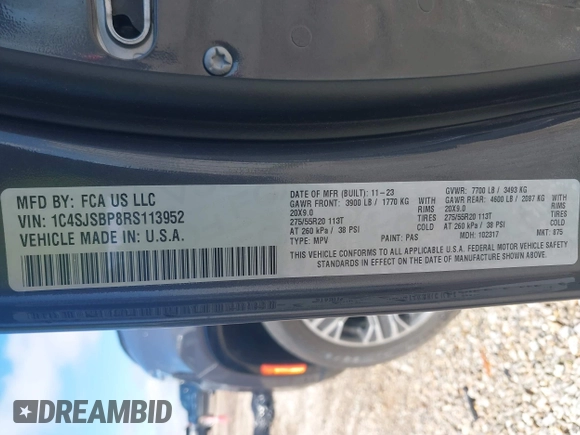 MFD BY: FCA US LLC
VIN: 1C4SJSBP8RS113952
VEHICLE MADE IN: U.S.A.
DATE OF MFR (BUILT): 11-23
GAWR FRONT: 3900 LB / 1770 KG
WITH
20X9.0
RIMS
275/55R20 113T
TIRES
AT 260 kPa / 38 PSI
COLD
TYPE: MPV
PAINT: PAS
GVWR: 7700 LB / 3493 KG
GAWR REAR: 4600 LB / 2087 KG
WITH
20X9.0
RIMS
275/55R20 113T
TIRES
AT 260 kPa / 38 PSI
COLD
MDH: 102317
MKT: 875
THIS VEHICLE CONFORMS TO ALL APPLICABLE U.S.A. FEDERAL MOTOR VEHICLE SAFETY
STANDARDS IN EFFECT ON THE DATE OF MANUFACTURE SHOWN ABOVE.
DREAMBID